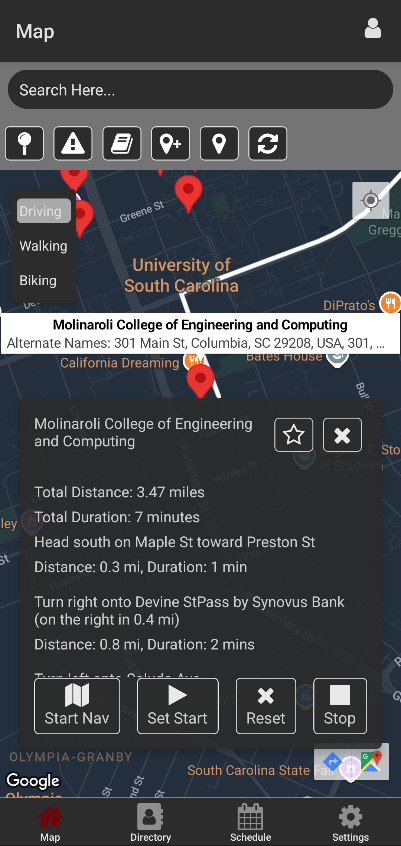 Map
Search Here...
Greene St
Driving
Walking
Biking
Gregg
University of
South Carolina
DiPrato's
Molinaroli College of Engineering and Computing
Alternate Names: 301 Main St, Columbia, SC 29208, USA, 301, ...
California Dreaming
Bates House
Molinaroli College of Engineering
and Computing
Total Distance: 3.47 miles
Total Duration: 7 minutes
Head south on Maple St toward Preston St
Distance: 0.3 mi, Duration: 1 min
Turn right onto Devine StPass by Synovus Bank
(on the right in 0.4 mi)
Distance: 0.8 mi, Duration: 2 mins
Start Nav
Set Start
Reset
Stop
OLYMPIA-GRANBY
South Carolina State Fai
Google
Olympia
Map
Directory
Schedule
Settings